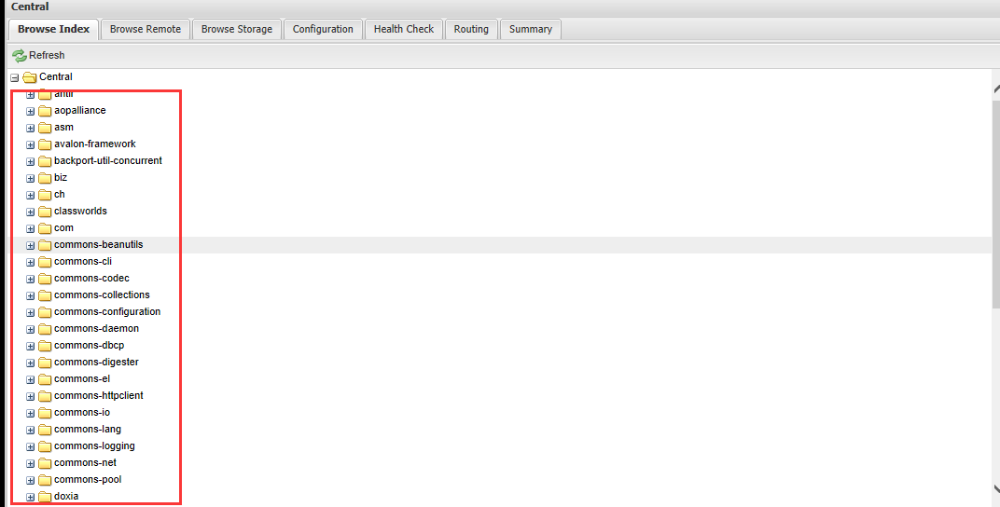 Central
Browse Index Browse Remote Browse Storage Configuration Health Check Routing Summary
Refresh
Central
antlr
aopalliance
asm
avalon-framework
backport-util-concurrent
biz
ch
classworlds
com
commons-beanutils
commons-cli
commons-codec
commons-collections
commons-configuration
commons-daemon
commons-dbcp
commons-digester
commons-el
commons-httpclient
commons-io
commons-lang
commons-logging
commons-net
commons-pool
doxia